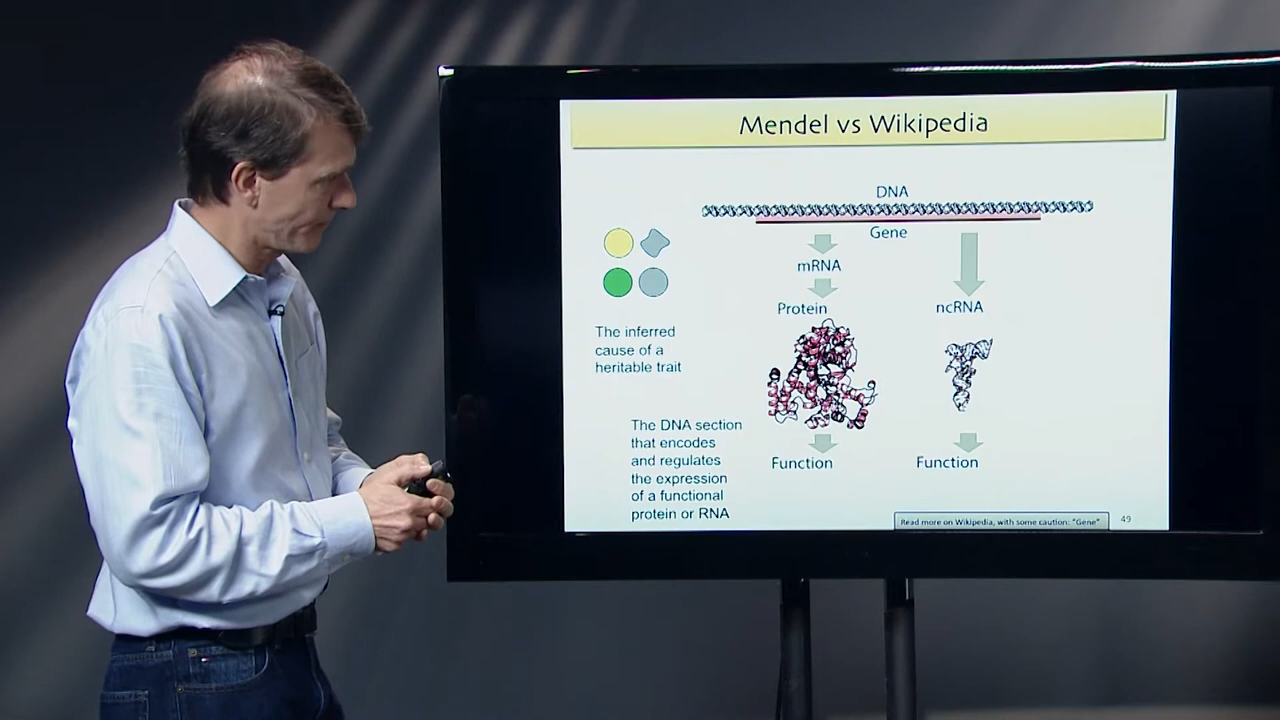 Mendel vs Wikipedia
DNA
Gene
mRNA
Protein
ncRNA
The inferred
cause of a
heritable trait
The DNA section
that encodes
and regulates
the expression
of a functional
protein or RNA
Function
Function
Read more on Wikipedia, with some caution: "Gene"
49